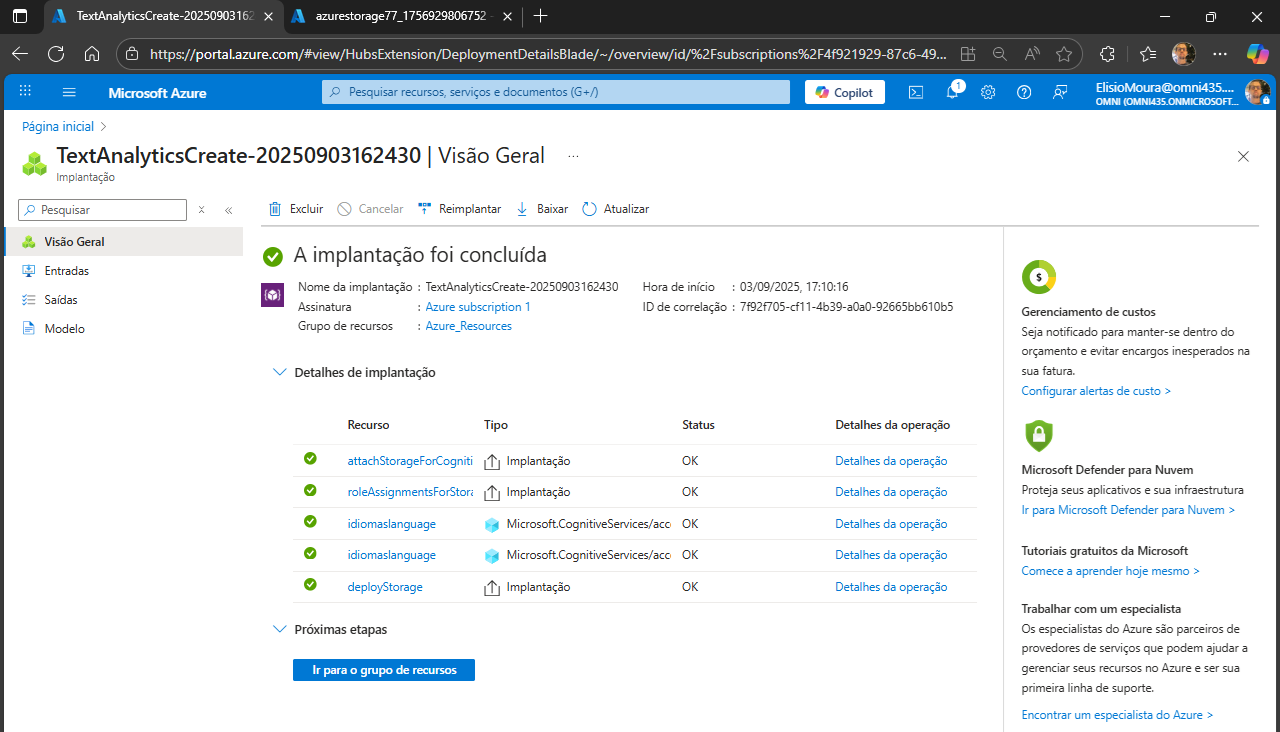 TextAnalyticsCreate-20250903162
azurestorage77_1756929806752
https://portal.azure.com/#view/HubsExtension/DeploymentDetailsBlade/~/overview/id/%2Fsubscriptions%2F4f921929-87c6-49...
Microsoft Azure
Pesquisar recursos, serviços e documentos (G+/)
Copilot
1
ElisioMoura@omni435....
OMNI (OMNI435.ONMICROSOFT...
Página inicial >
TextAnalyticsCreate-20250903162430 | Visão Geral ...
Implantação
Pesquisar
Excluir Cancelar Reimplantar Baixar Atualizar
Visão Geral
Entradas
Saídas
Modelo
A implantação foi concluída
Nome da implantação : TextAnalyticsCreate-20250903162430
Assinatura : Azure subscription 1
Grupo de recursos : Azure_Resources
Hora de início : 03/09/2025, 17:10:16
ID de correlação : 7f92f705-cf11-4b39-a0a0-92665bb610b5
Detalhes de implantação
Recurso Tipo Status Detalhes da operação
attachStorageForCogniti Implantação OK Detalhes da operação
roleAssignmentsForStora Implantação OK Detalhes da operação
idiomaslanguage Microsoft.CognitiveServices/acc OK Detalhes da operação
idiomaslanguage Microsoft.CognitiveServices/acc OK Detalhes da operação
deployStorage Implantação OK Detalhes da operação
Próximas etapas
Ir para o grupo de recursos
Gerenciamento de custos
Seja notificado para manter-se dentro do
orçamento e evitar encargos inesperados na
sua fatura.
Configurar alertas de custo >
Microsoft Defender para Nuvem
Proteja seus aplicativos e sua infraestrutura
Ir para Microsoft Defender para Nuvem >
Tutoriais gratuitos da Microsoft
Comece a aprender hoje mesmo >
Trabalhar com um especialista
Os especialistas do Azure são parceiros de
provedores de serviços que podem ajudar a
gerenciar seus recursos no Azure e ser sua
primeira linha de suporte.
Encontrar um especialista do Azure >